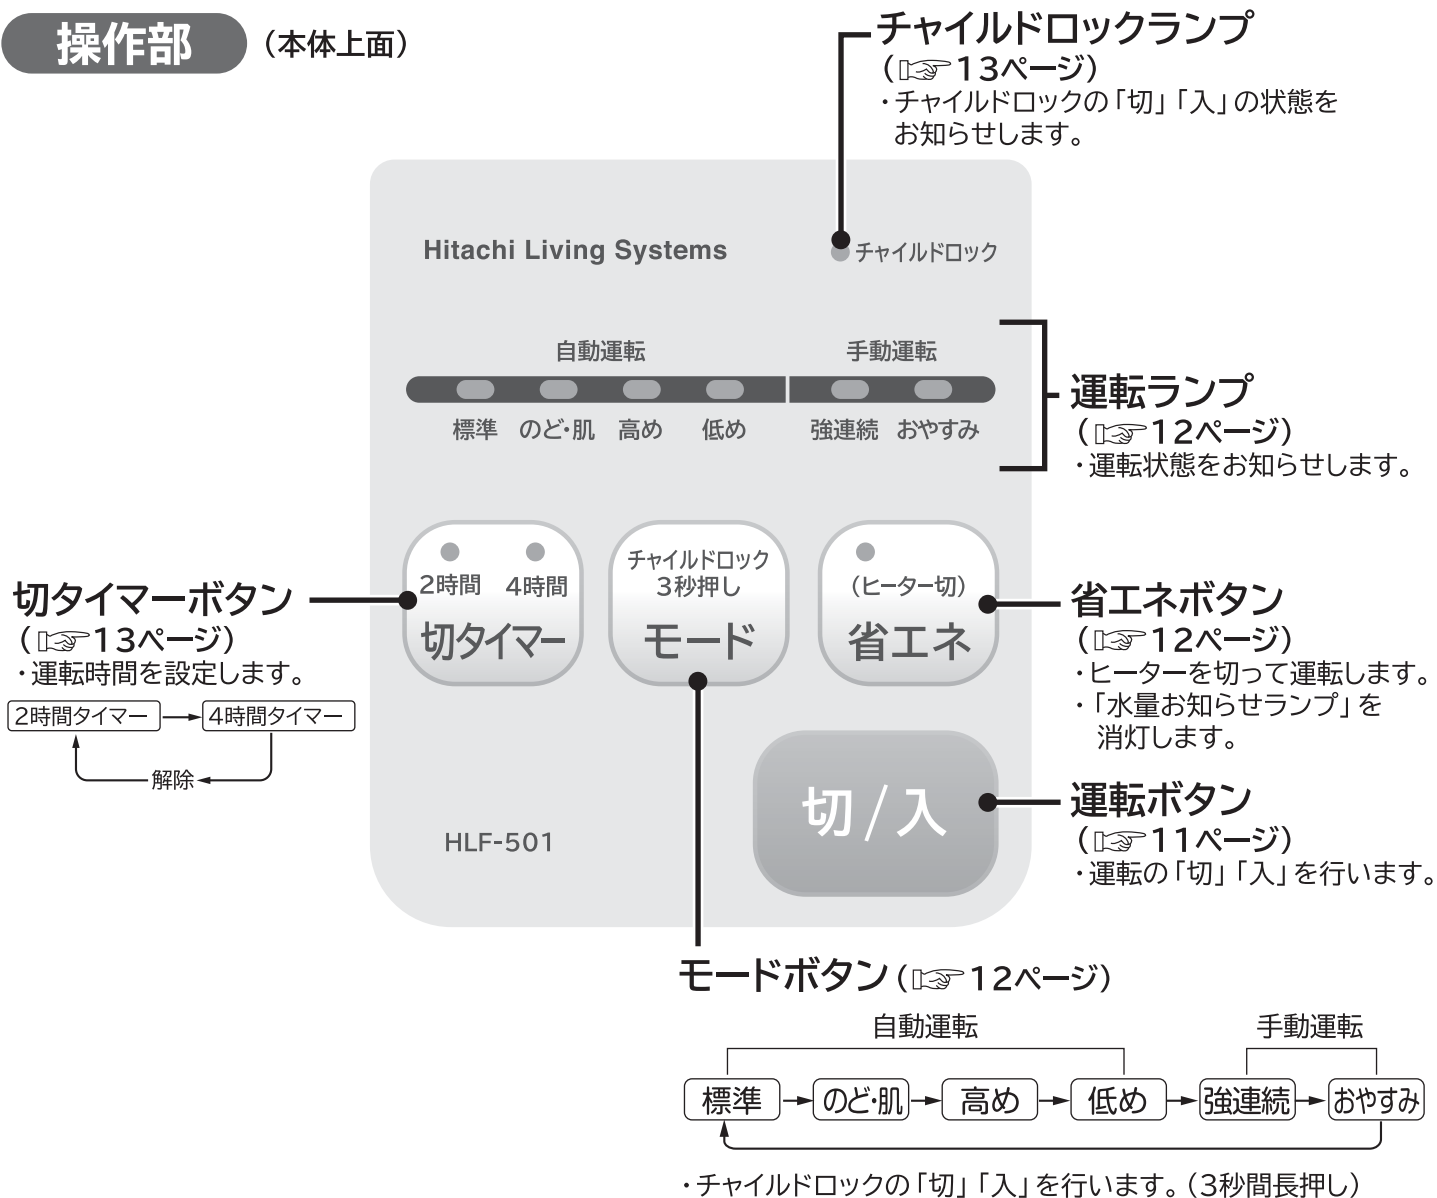 操作部 （本体上面）
チャイルドロックランプ
（☞13ページ）
・チャイルドロックの「切」「入」の状態を
お知らせします。
Hitachi Living Systems
チャイルドロック
自動運転 手動運転
標準 のど・肌 高め 低め 強連続 おやすみ
運転ランプ
（☞12ページ）
・運転状態をお知らせします。
切タイマーボタン
（☞13ページ）
・運転時間を設定します。
2時間タイマー 4時間タイマー
解除
2時間 4時間
切タイマー
チャイルドロック
3秒押し
モード
（ヒーター切）
省エネ
省エネボタン
（☞12ページ）
・ヒーターを切って運転します。
・「水量お知らせランプ」を
消灯します。
切/入
HLF-501
運転ボタン
（☞11ページ）
・運転の「切」「入」を行います。
モードボタン（☞12ページ）
自動運転 手動運転
標準 のど・肌 高め 低め 強連続 おやすみ
・チャイルドロックの「切」「入」を行います。（3秒間長押し）